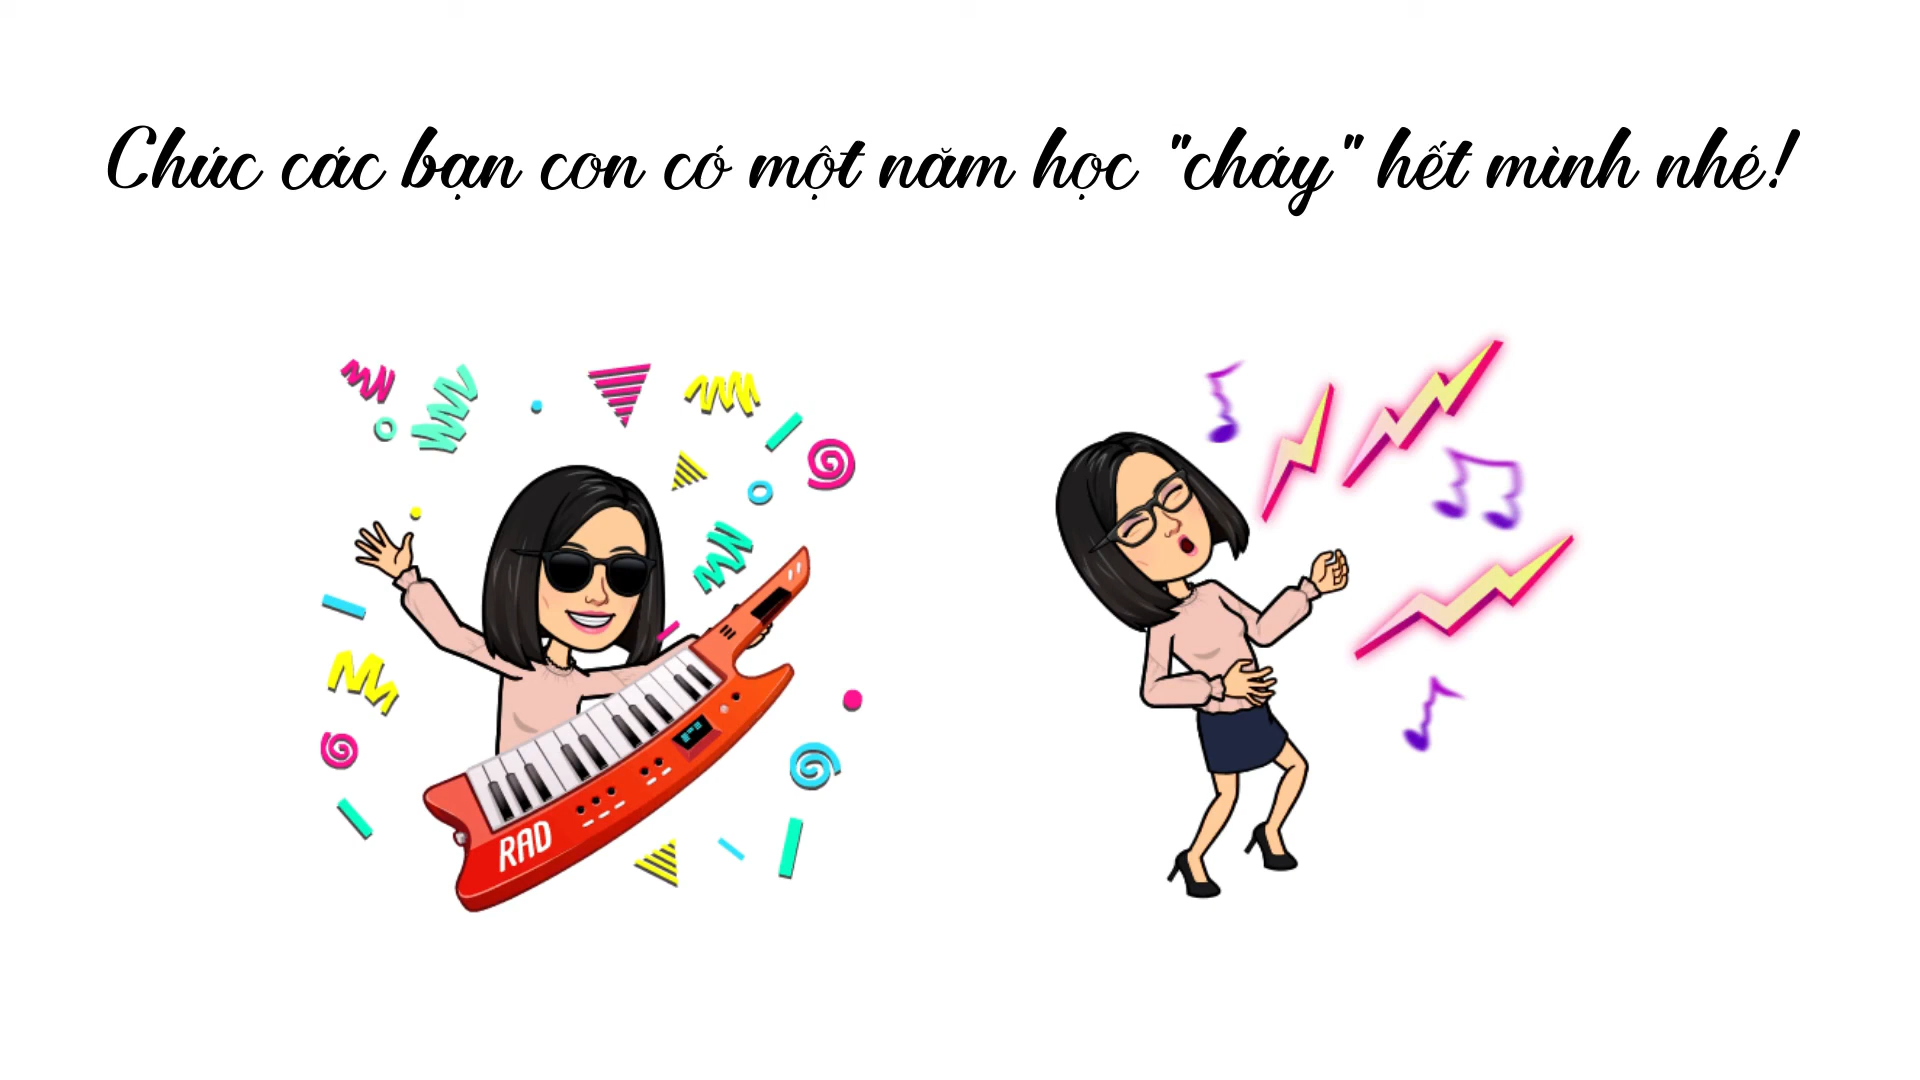 Chúc các bạn con có một năm học "cháy" hết mình nhé!
RAD